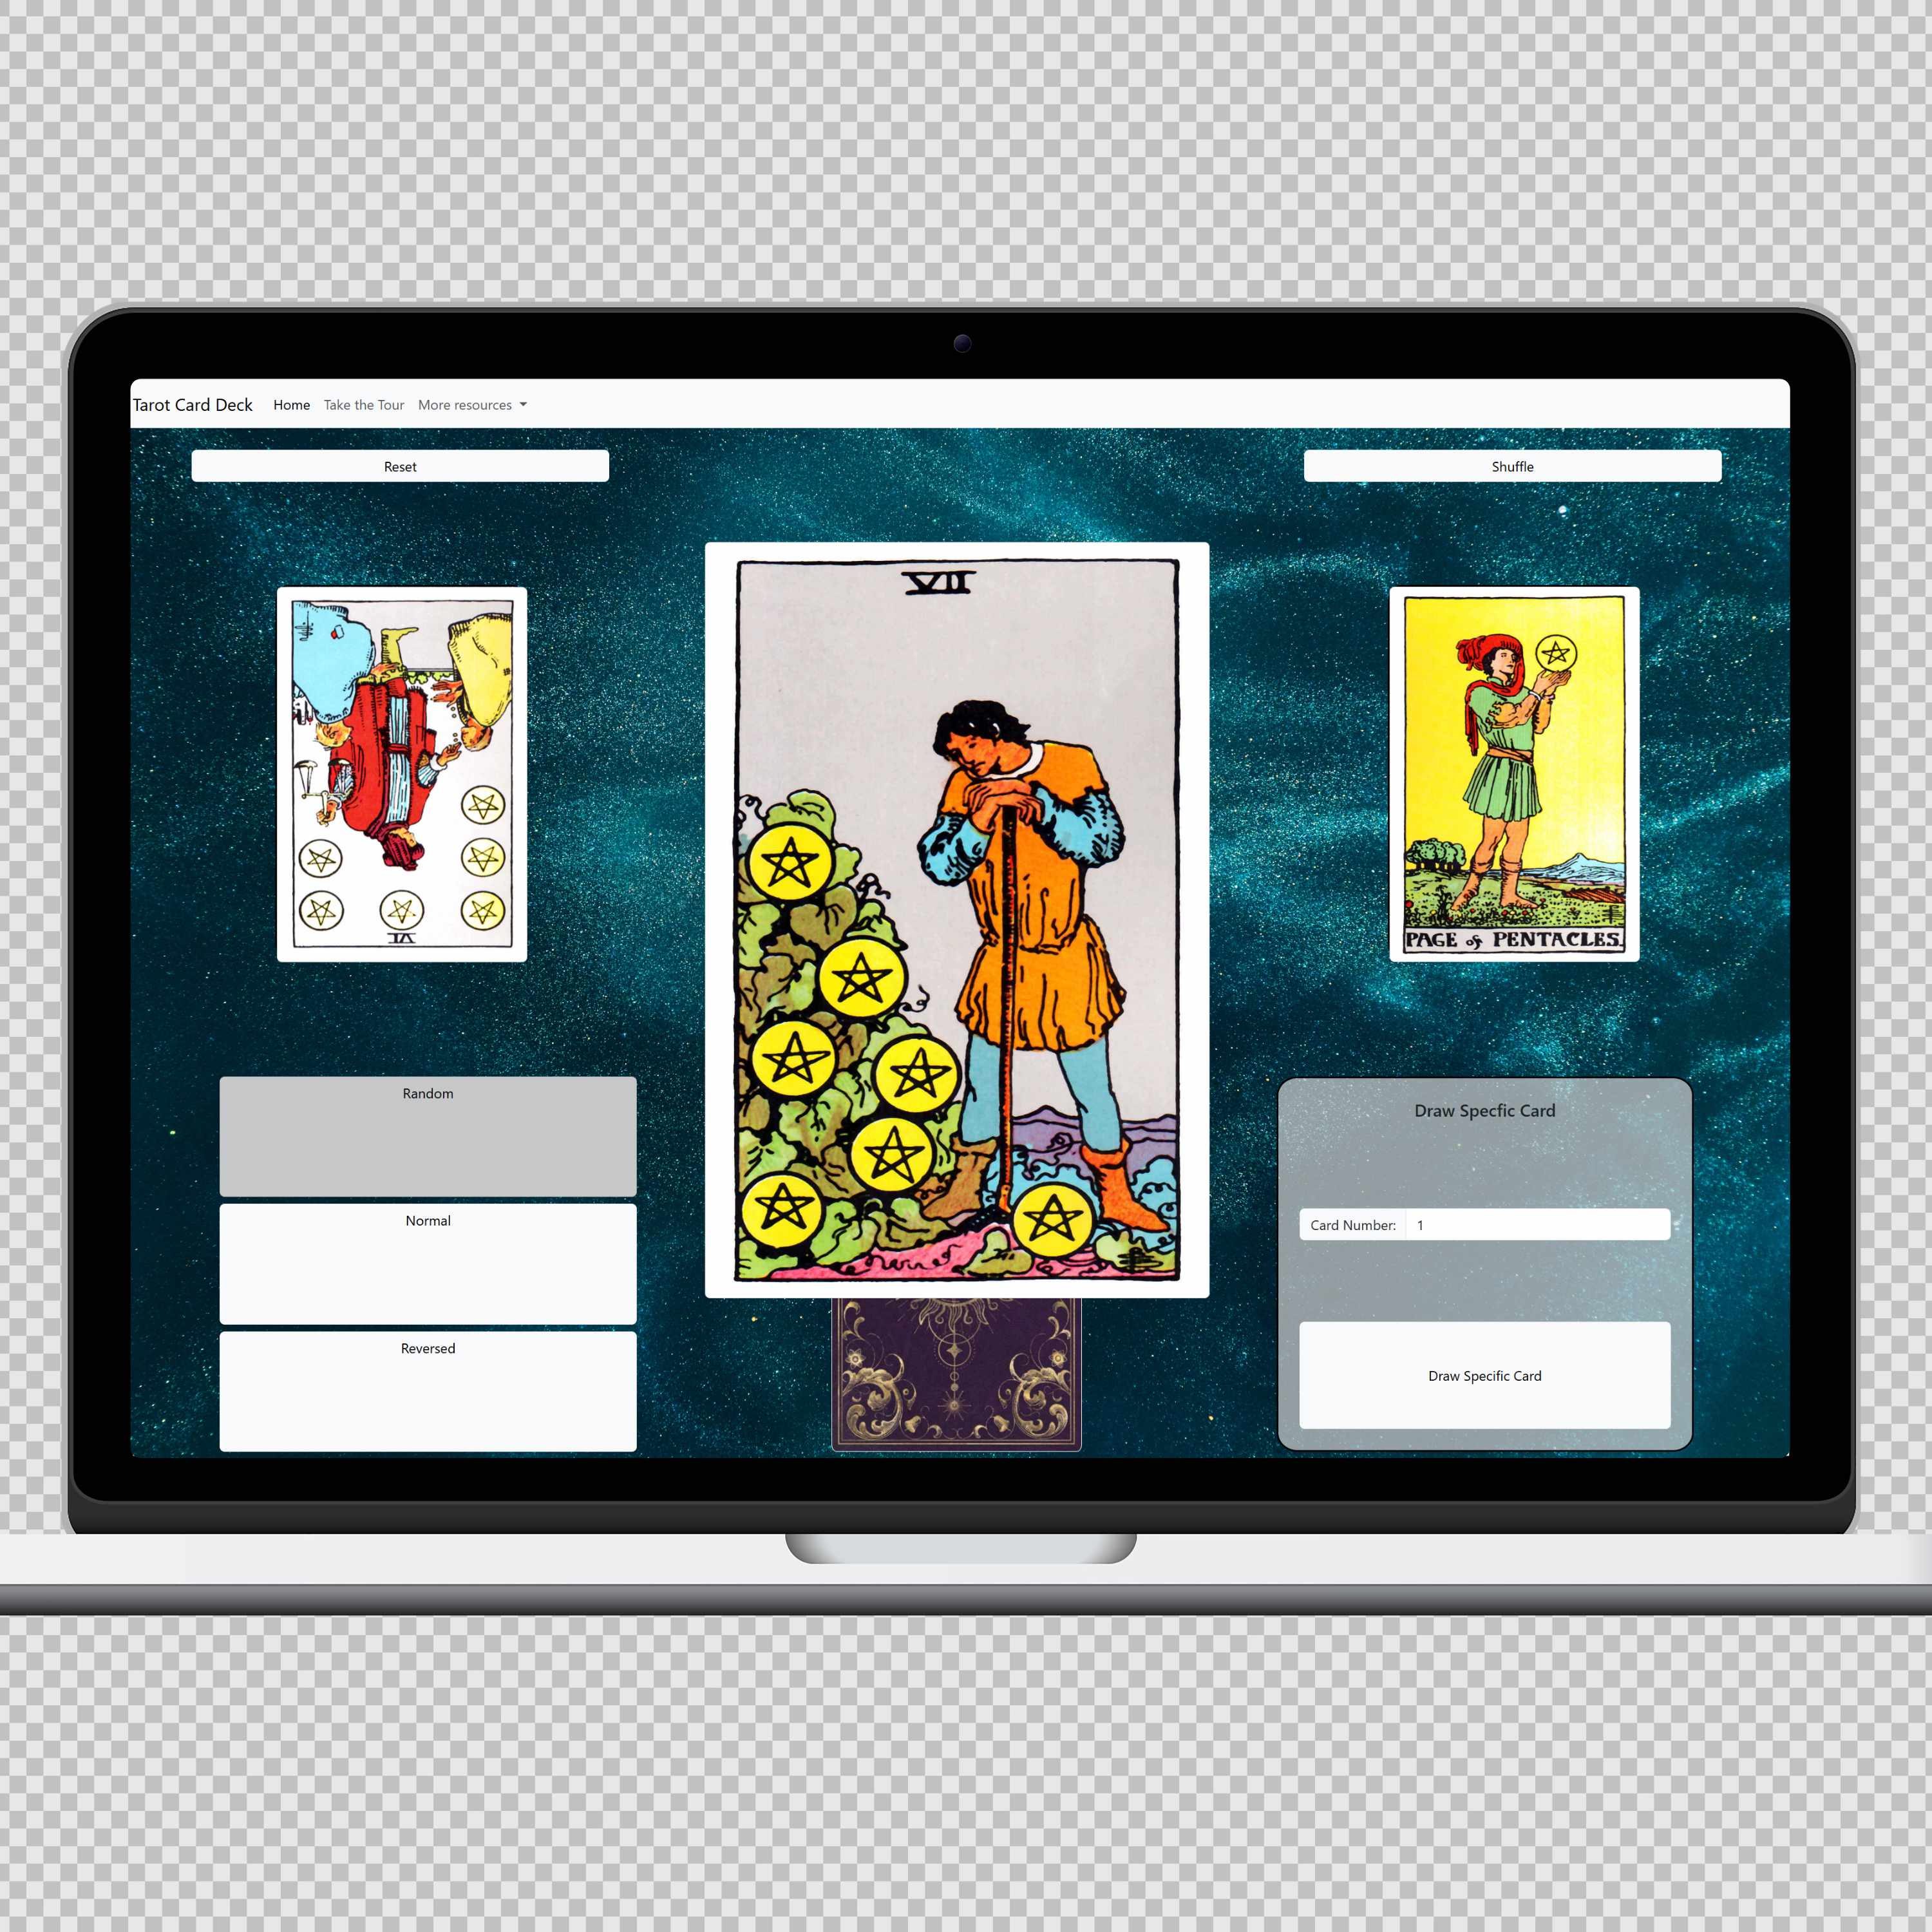 Tarot Card Deck Home Take the Tour More resources
Reset
Shuffle
VII
VI
PAGE of PENTACLES.
Random
Normal
Reversed
Draw Specfic Card
Card Number: 1
Draw Specific Card